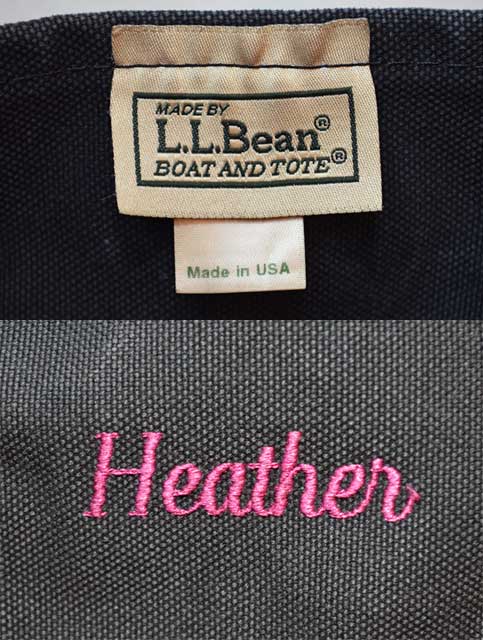 MADE BY
L.L.Bean®
BOAT AND TOTE®
Made in USA
Heather